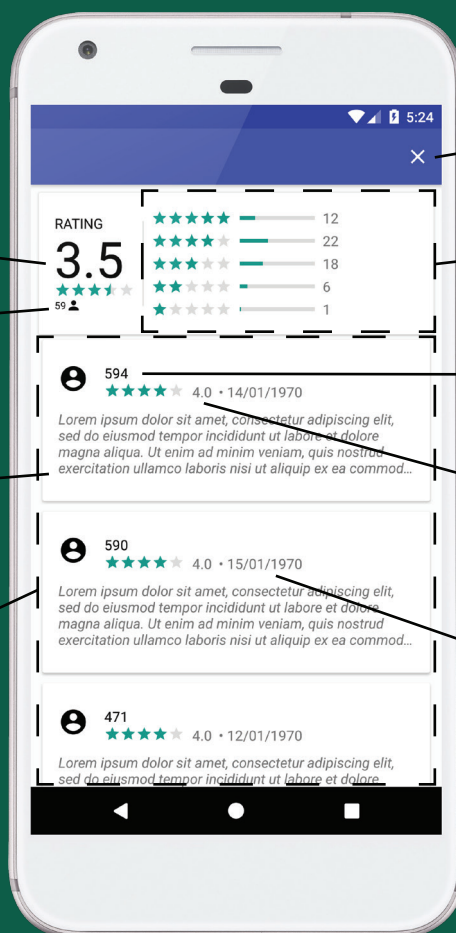 5:24
RATING
3.5
59
12
22
18
6
1
594
4.0 • 14/01/1970
Lorem ipsum dolor sit amet, consectetur adipiscing elit,
sed do eiusmod tempor incididunt ut labore et dolore
magna aliqua. Ut enim ad minim veniam, quis nostrud
exercitation ullamco laboris nisi ut aliquip ex ea commod...
590
4.0 • 15/01/1970
Lorem ipsum dolor sit amet, consectetur adipiscing elit,
sed do eiusmod tempor incididunt ut labore et dolore
magna aliqua. Ut enim ad minim veniam, quis nostrud
exercitation ullamco laboris nisi ut aliquip ex ea commod...
471
4.0 • 12/01/1970
Lorem ipsum dolor sit amet, consectetur adipiscing elit,
sed do eiusmod tempor incididunt ut labore et dolore